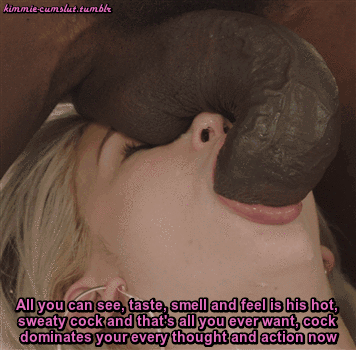 kimmie-cumslut.tumblr
All you can see, taste, smell and feel is his hot,
sweaty cock and that's all you ever want, cock
dominates your every thought and action now